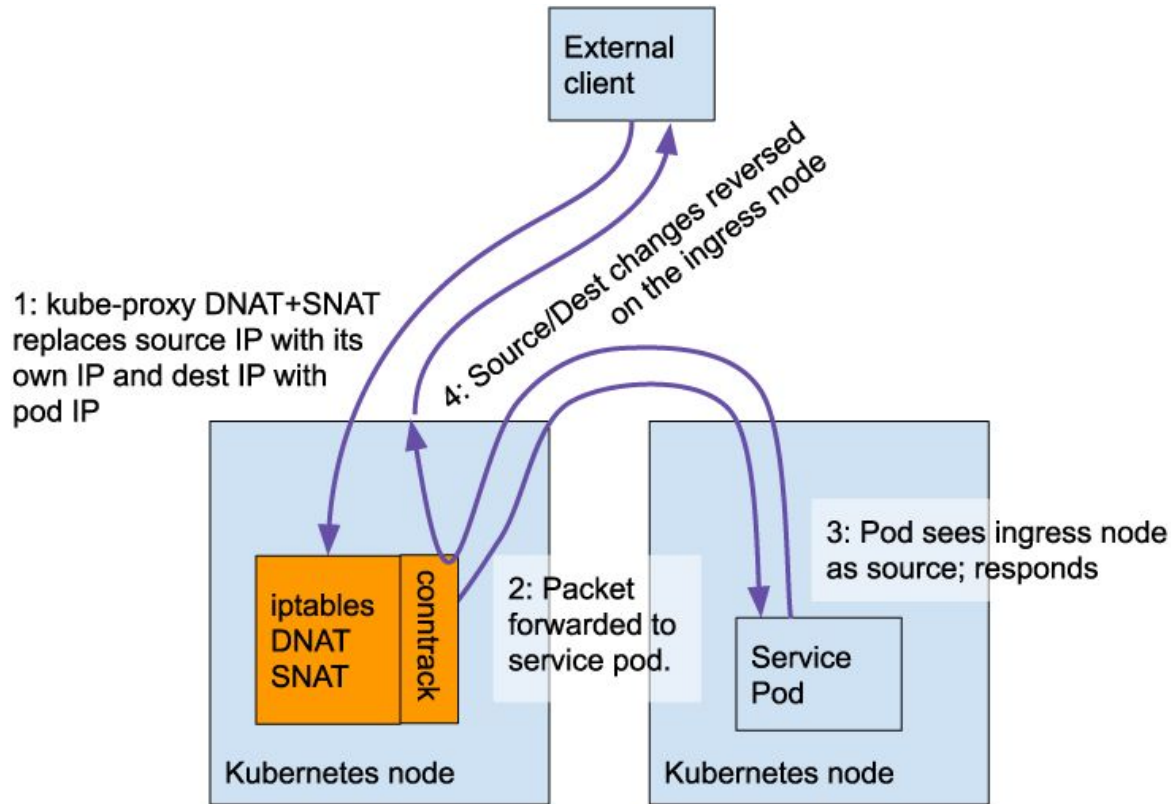 External
client
4: Source/Dest changes reversed
on the ingress node
1: kube-proxy DNAT+SNAT
replaces source IP with its
own IP and dest IP with
pod IP
iptables
DNAT
SNAT
conntrack
2: Packet
forwarded to
service pod.
3: Pod sees ingress node
as source; responds
Service
Pod
Kubernetes node
Kubernetes node